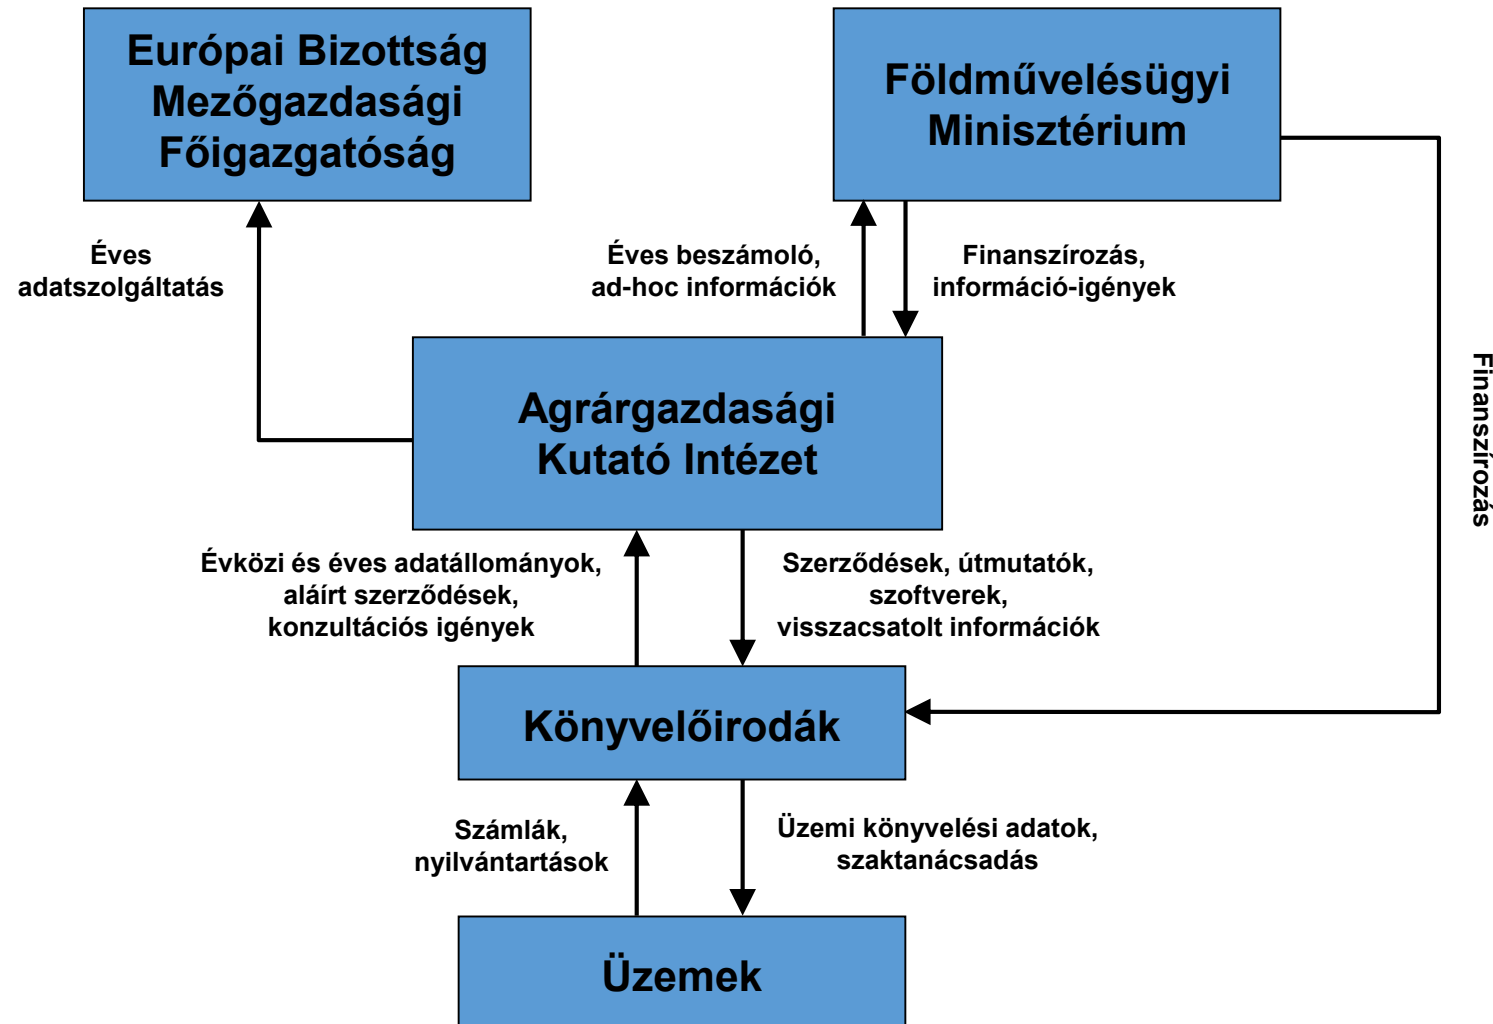 Európai Bizottság
Mezőgazdasági
Főigazgatóság
Földművelésügyi
Minisztérium
Éves
adatszolgáltatás
Éves beszámoló,
ad-hoc információk
Finanszírozás,
információ-igények
Finanszírozás
Agrárgazdasági
Kutató Intézet
Évközi és éves adatállományok,
aláírt szerződések,
konzultációs igények
Szerződések, útmutatók,
szoftverek,
visszacsatolt információk
Könyvelőirodák
Számlák,
nyilvántartások
Üzemi könyvelési adatok,
szaktanácsadás
Üzemek